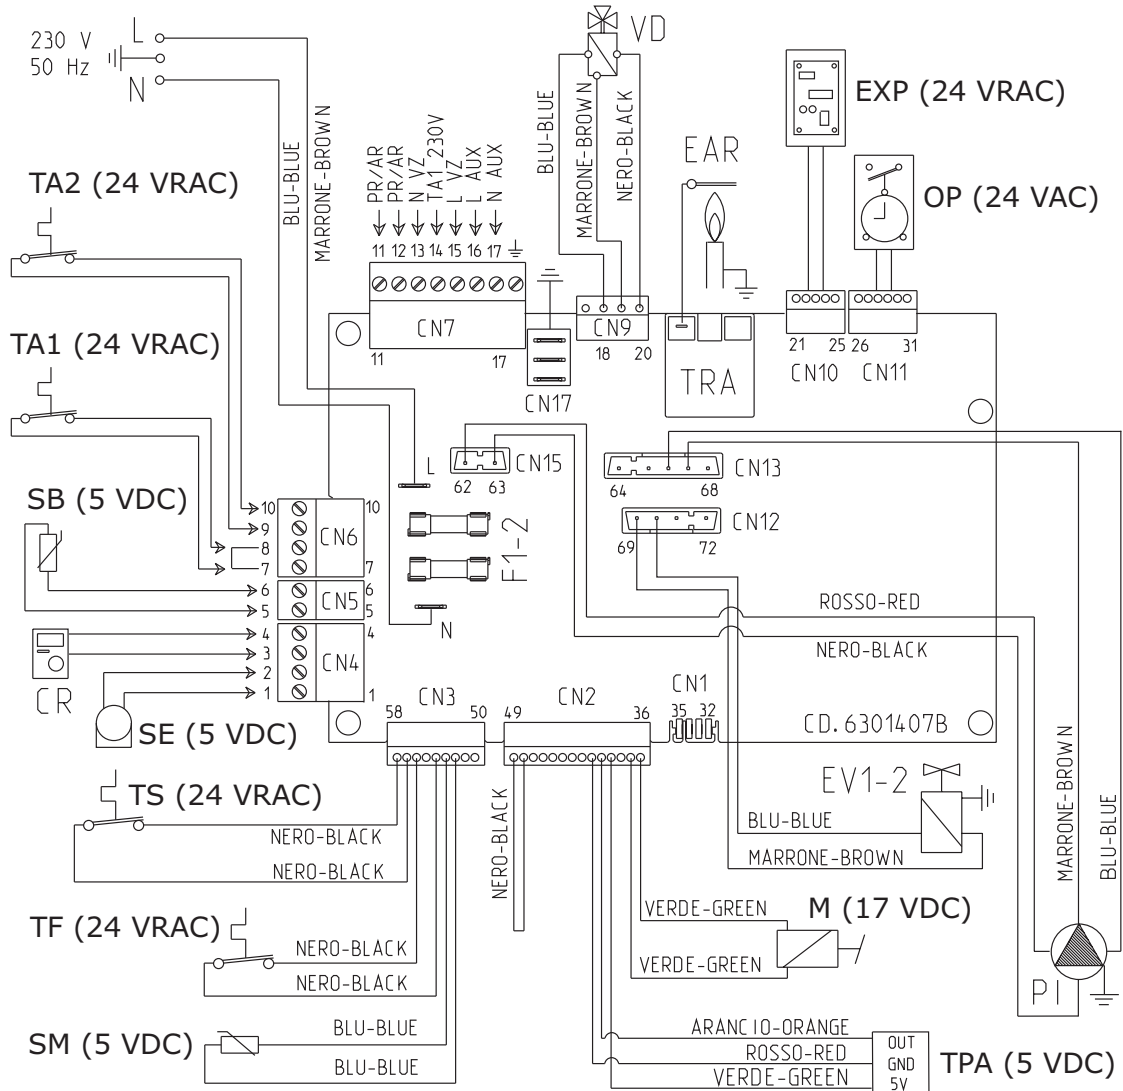 230 V
50 Hz
L
N
BLU-BLUE
MARRONE-BROWN
PR/AR
PR/AR
N VZ
TA1 230V
L VZ
L AUX
N AUX
11 12 13 14 15 16 17
CN7
11 17
VD
BLU-BLUE
MARRONE-BROWN
NERO-BLACK
CN9
18 20
CN17
EAR
TRA
EXP (24 VRAC)
OP (24 VAC)
21 25
CN10
26 31
CN11
TA2 (24 VRAC)
TA1 (24 VRAC)
SB (5 VDC)
CR
SE (5 VDC)
10
9
8
7
6
5
4
3
2
1
CN6
10
7
CN5
6
5
CN4
4
1
L
F1-2
N
CN15
62 63
CN13
64 68
CN12
69 72
ROSSO-RED
NERO-BLACK
CN3
58 50
CN2
49 36
CN1
35 32
CD.6301407B
TS (24 VRAC)
NERO-BLACK
NERO-BLACK
TF (24 VRAC)
NERO-BLACK
NERO-BLACK
SM (5 VDC)
BLU-BLUE
BLU-BLUE
NERO-BLACK
EV1-2
BLU-BLUE
MARRONE-BROWN
VERDE-GREEN
M (17 VDC)
VERDE-GREEN
MARRONE-BROWN
BLU-BLUE
PI
ARANCIO-ORANGE
ROSSO-RED
VERDE-GREEN
OUT
GND
5V
TPA (5 VDC)